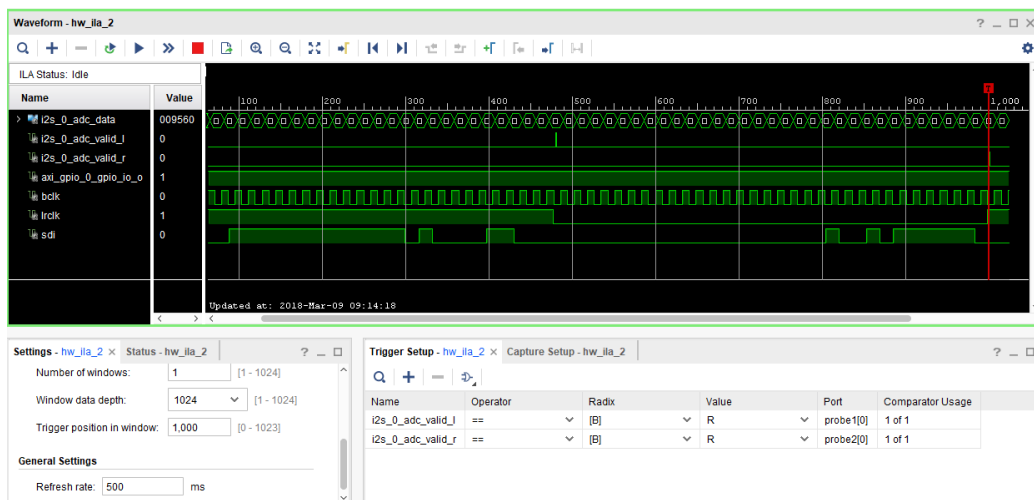 Waveform - hw_ila_2
ILA Status: Idle
Name Value
i2s_0_adc_data 009560
i2s_0_adc_valid_l 0
i2s_0_adc_valid_r 0
axi_gpio_0_gpio_io_o 1
bclk 0
lrclk 1
sdi 0
T
100 200 300 400 500 600 700 800 900 1,000
Updated at: 2018-Mar-09 09:14:18
Settings - hw_ila_2 × Status - hw_ila_2
Number of windows: 1 [1 - 1024]
Window data depth: 1024 [1 - 1024]
Trigger position in window: 1,000 [0 - 1023]
General Settings
Refresh rate: 500 ms
Trigger Setup - hw_ila_2 × Capture Setup - hw_ila_2
Name Operator Radix Value Port Comparator Usage
i2s_0_adc_valid_l == [B] R probe1[0] 1 of 1
i2s_0_adc_valid_r == [B] R probe2[0] 1 of 1